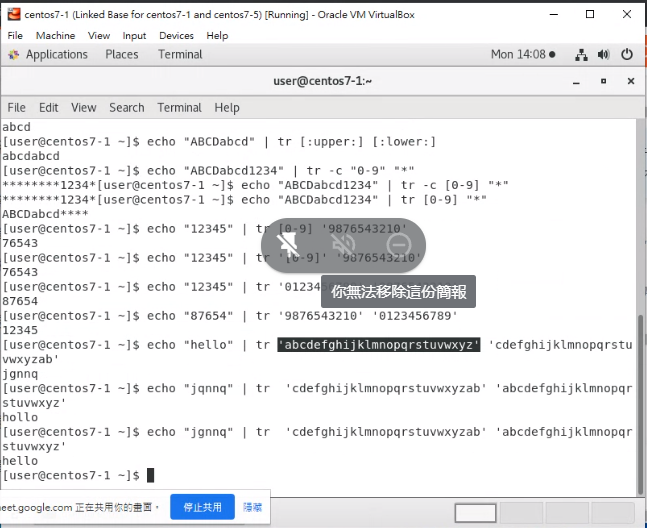 centos7-1 (Linked Base for centos7-1 and centos7-5) [Running] - Oracle VM VirtualBox
File Machine View Input Devices Help
Applications Places Terminal Mon 14:08
user@centos7-1:~
File Edit View Search Terminal Help
abcd
[user@centos7-1 ~]$ echo "ABCDabcd" | tr [:upper:] [:lower:]
abcdabcd
[user@centos7-1 ~]$ echo "ABCDabcd1234" | tr -c "0-9" "*"
********1234*[user@centos7-1 ~]$ echo "ABCDabcd1234" | tr -c [0-9] "*"
********1234*[user@centos7-1 ~]$ echo "ABCDabcd1234" | tr [0-9] "*"
ABCDabcd****
[user@centos7-1 ~]$ echo "12345" | tr [0-9] '9876543210'
76543
[user@centos7-1 ~]$ echo "12345" | tr '[0-9]' '9876543210'
76543
[user@centos7-1 ~]$ echo "12345" | tr
你無法移除這份簡報
87654
[user@centos7-1 ~]$ echo "87654" | tr '9876543210' '0123456789'
12345
[user@centos7-1 ~]$ echo "hello" | tr 'abcdefghijklmnopqrstuvwxyz' 'cdefghijklmnopqrstu
vwxyzab'
jgnnq
[user@centos7-1 ~]$ echo "jqnnq" | tr  'cdefghijklmnopqrstuvwxyzab' 'abcdefghijklmnopqr
stuvwxyz'
hollo
[user@centos7-1 ~]$ echo "jgnnq" | tr  'cdefghijklmnopqrstuvwxyzab' 'abcdefghijklmnopqr
stuvwxyz'
hello
[user@centos7-1 ~]$
eet.google.com 正在共用你的畫面。 停止共用 隱藏